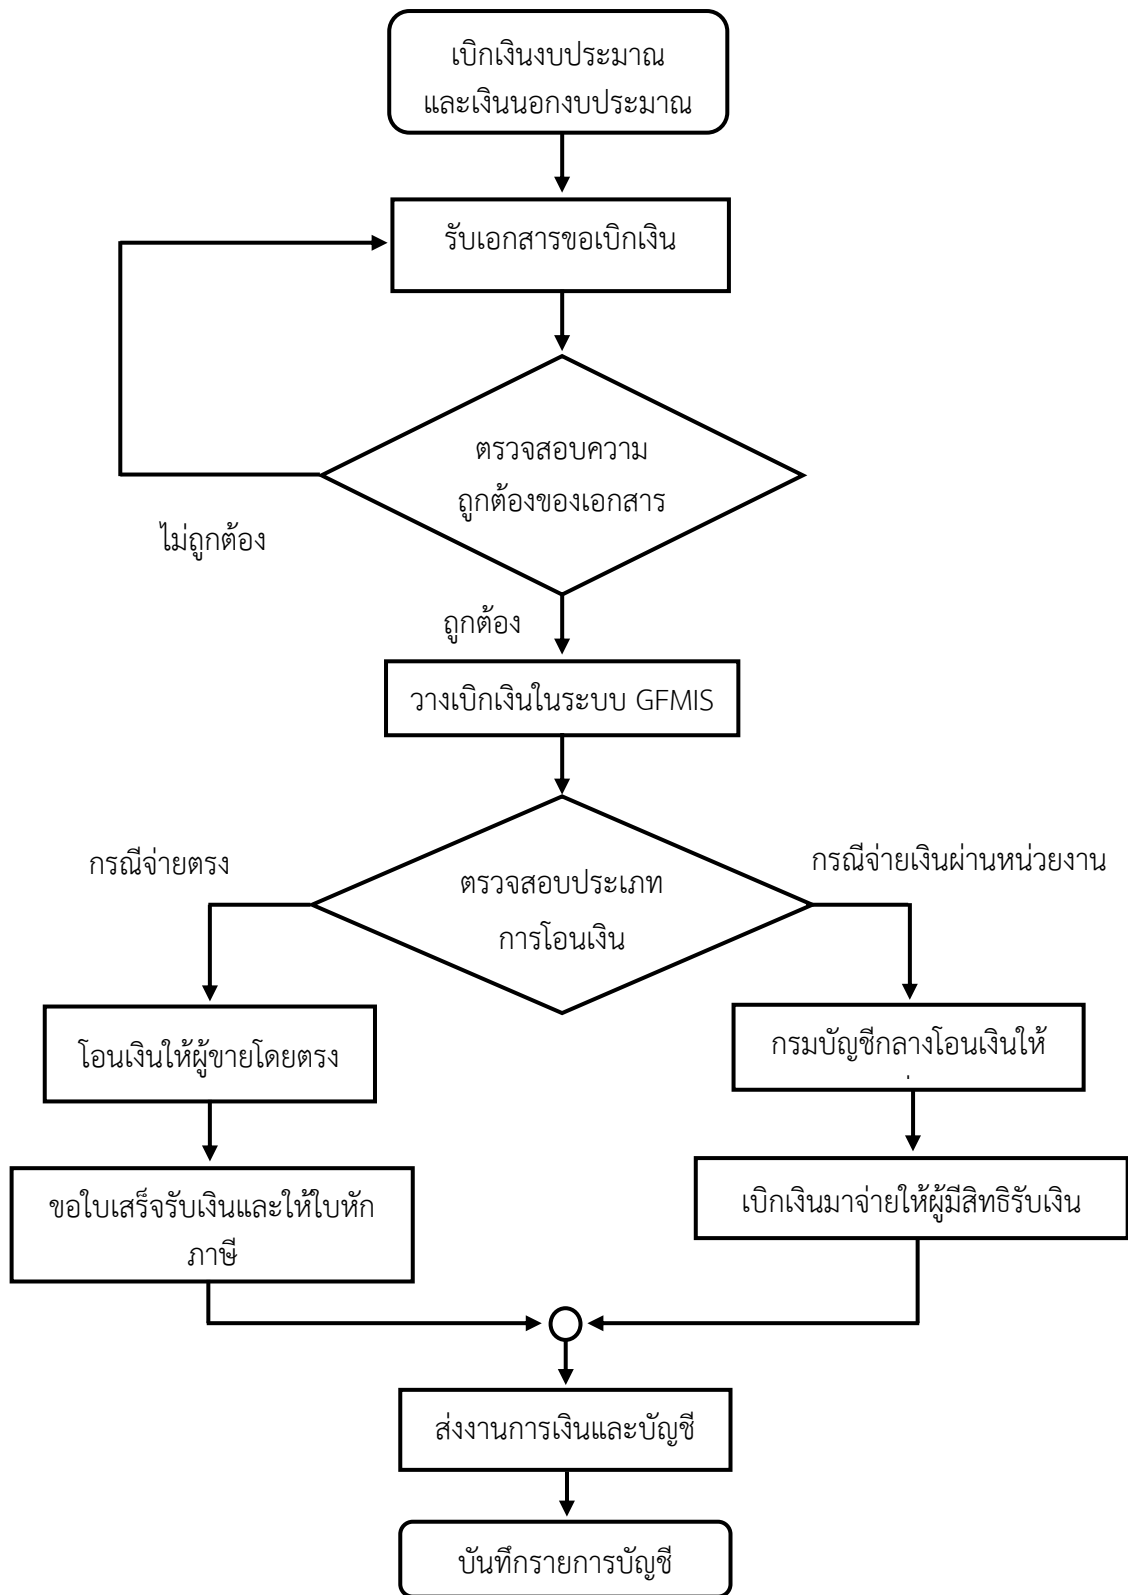 เบิกเงินงบประมาณ
และเงินนอกงบประมาณ
รับเอกสารขอเบิกเงิน
ตรวจสอบความ
ถูกต้องของเอกสาร
ไม่ถูกต้อง
ถูกต้อง
วางเบิกเงินในระบบ GFMIS
กรณีจ่ายตรง
กรณีจ่ายเงินผ่านหน่วยงาน
ตรวจสอบประเภท
การโอนเงิน
โอนเงินให้ผู้ขายโดยตรง
กรมบัญชีกลางโอนเงินให้
ขอใบเสร็จรับเงินและให้ใบหัก
ภาษี
เบิกเงินมาจ่ายให้ผู้มีสิทธิรับเงิน
ส่งงานการเงินและบัญชี
บันทึกรายการบัญชี